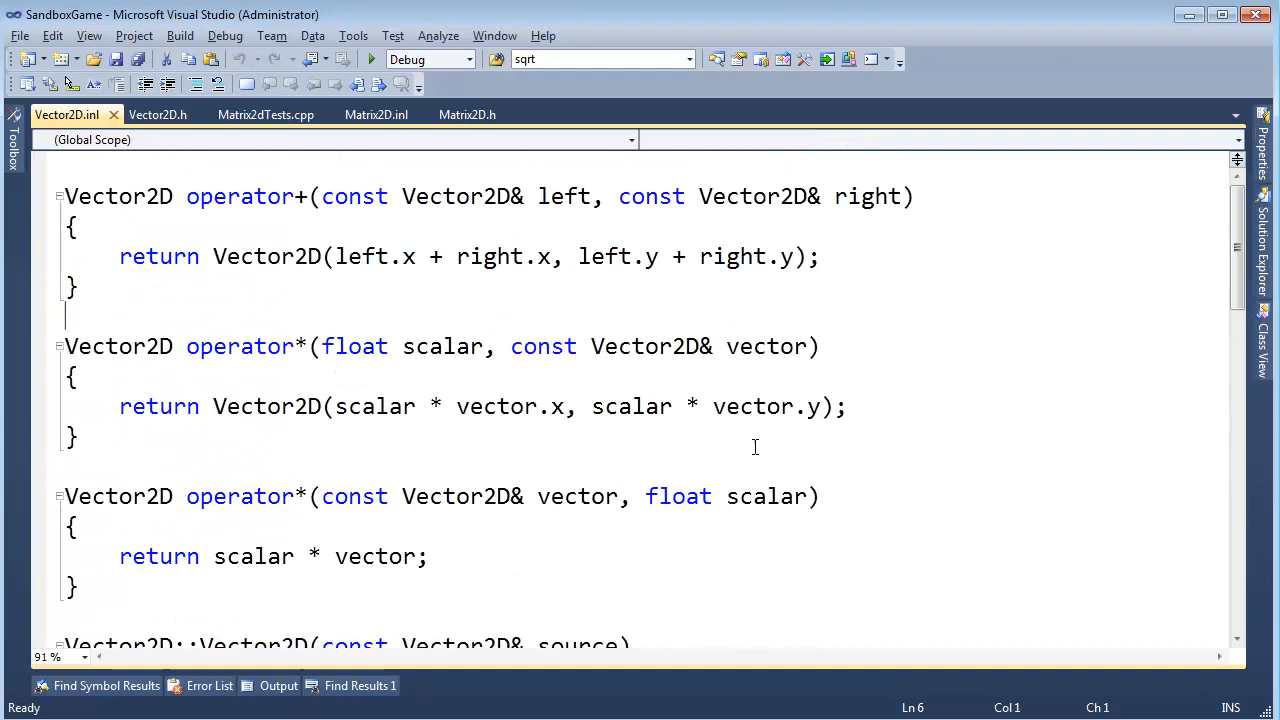 SandboxGame - Microsoft Visual Studio (Administrator)
File Edit View Project Build Debug Team Data Tools Test Analyze Window Help
Debug sqrt
Vector2D.inl Vector2D.h Matrix2dTests.cpp Matrix2D.inl Matrix2D.h
(Global Scope)
Toolbox
Properties
Solution Explorer
Class View
Vector2D operator+(const Vector2D& left, const Vector2D& right)
{
return Vector2D(left.x + right.x, left.y + right.y);
}
Vector2D operator*(float scalar, const Vector2D& vector)
{
return Vector2D(scalar * vector.x, scalar * vector.y);
}
Vector2D operator*(const Vector2D& vector, float scalar)
{
return scalar * vector;
}
Vector2D::Vector2D(const Vector2D& source)
91 %
Find Symbol Results Error List Output Find Results 1
Ready Ln 6 Col 1 Ch 1 INS